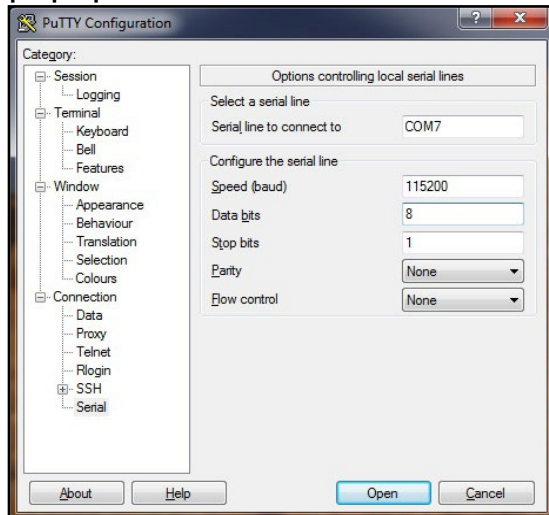 PuTTY Configuration
Category:
Session
Logging
Terminal
Keyboard
Bell
Features
Window
Appearance
Behaviour
Translation
Selection
Colours
Connection
Data
Proxy
Telnet
Rlogin
SSH
Serial
Options controlling local serial lines
Select a serial line
Serial line to connect to COM7
Configure the serial line
Speed (baud) 115200
Data bits 8
Stop bits 1
Parity None
Flow control None
About Help Open Cancel